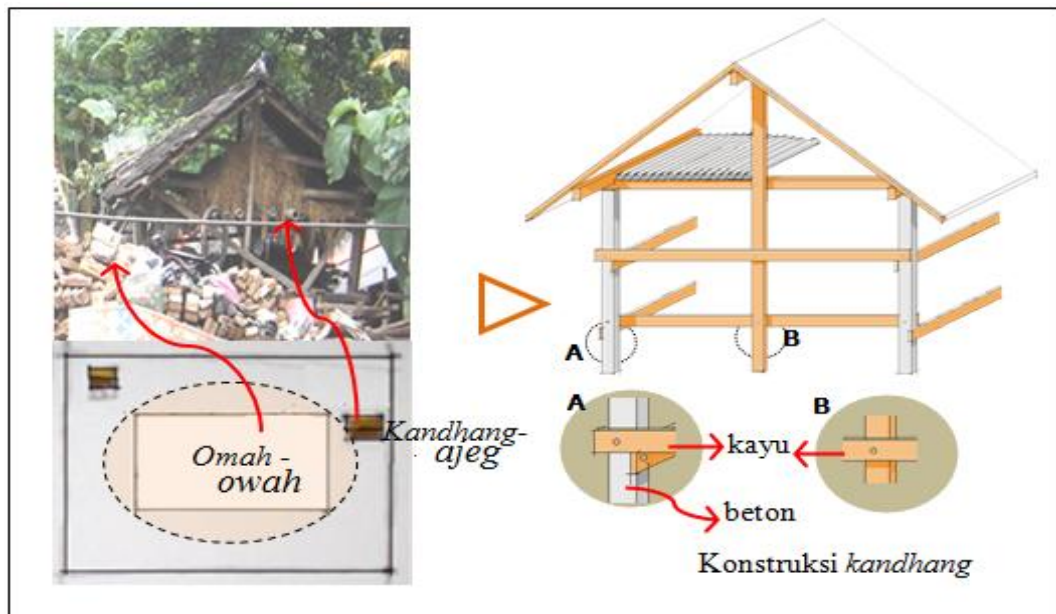 Omah -
owah
Kandhang-
ajeg
A
B
A
B
kayu
beton
Konstruksi kandhang